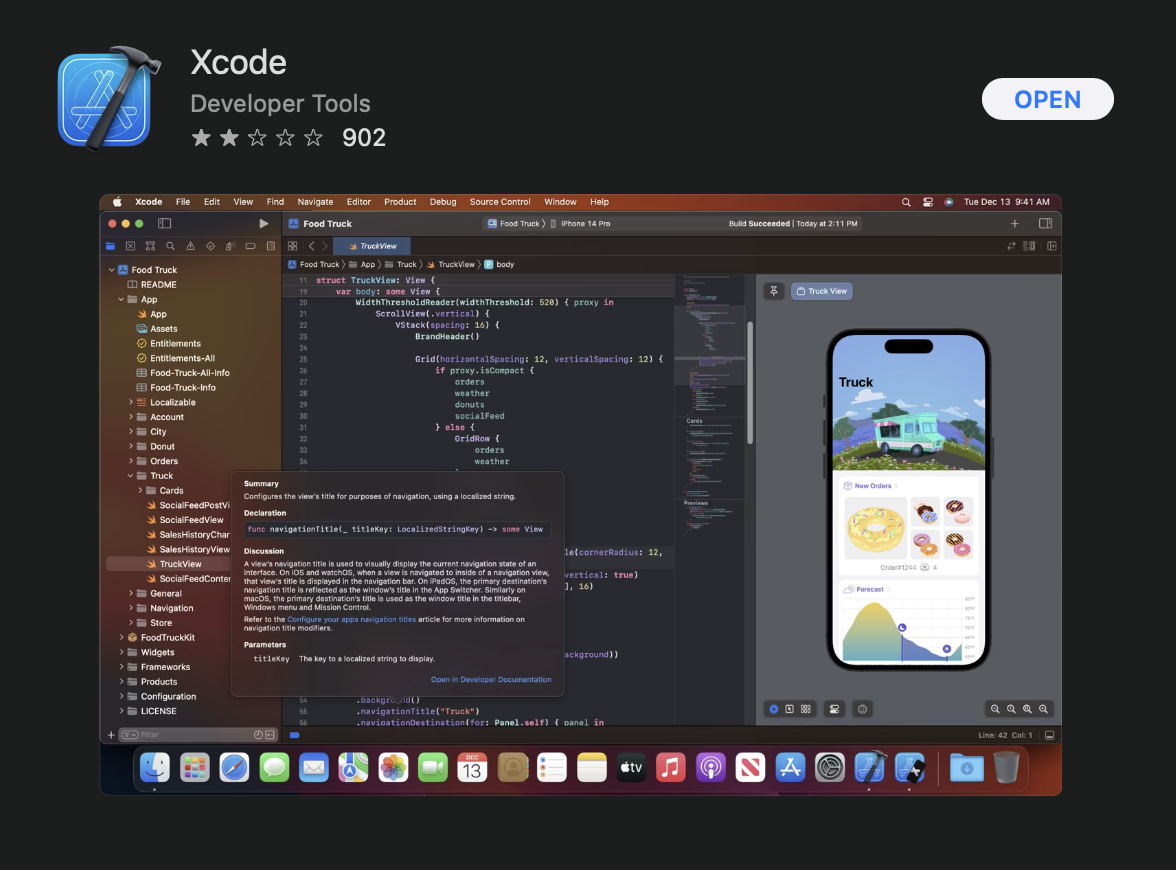 Xcode
Developer Tools
902
OPEN
Xcode File Edit View Find Navigate Editor Product Debug Source Control Window Help
Tue Dec 13 9:41 AM
Food Truck
Food Truck 〉 iPhone 14 Pro
Build Succeeded | Today at 2:11 PM
TruckView
Food Truck 〉 App 〉 Truck 〉 TruckView 〉 P body
Food Truck
README
App
App
Assets
Entitlements
Entitlements-All
Food-Truck-All-Info
Food-Truck-Info
Localizable
Account
City
Donut
Orders
Truck
Cards
SocialFeedPostVi
SocialFeedView
SalesHistoryChar
SalesHistoryView
TruckView
SocialFeedConter
General
Navigation
Store
FoodTruckKit
Widgets
Frameworks
Products
Configuration
LICENSE
Filter
11 struct TruckView: View {
19 var body: some View {
20 WidthThresholdReader(widthThreshold: 520) { proxy in
21 ScrollView(.vertical) {
22 VStack(spacing: 16) {
23 BrandHeader()
24
25 Grid(horizontalSpacing: 12, verticalSpacing: 12) {
26 if proxy.isCompact {
27 orders
28 weather
29 donuts
30 socialFeed
31 } else {
32 GridRow {
33 orders
34 weather
Summary
Configures the view's title for purposes of navigation, using a localized string.
Declaration
func navigationTitle(_ titleKey: LocalizedStringKey) -> some View
Discussion
A view's navigation title is used to visually display the current navigation state of an
interface. On iOS and watchOS, when a view is navigated to inside of a navigation view,
that view's title is displayed in the navigation bar. On iPadOS, the primary destination's
navigation title is reflected as the window's title in the App Switcher. Similarly on
macOS, the primary destination's title is used as the window title in the titlebar,
Windows menu and Mission Control.
Refer to the Configure your apps navigation titles article for more information on
navigation title modifiers.
Parameters
titleKey The key to a localized string to display.
Open in Developer Documentation
le(cornerRadius: 12,
vertical: true)
], 16)
ackground))
54 .background()
55 .navigationTitle("Truck")
56 .navigationDestination(for: Panel.self) { panel in
Cards
Previews
Truck View
Truck
New Orders
Order#1244 4
Forecast
Line: 42 Col: 1
DEC
13
tv